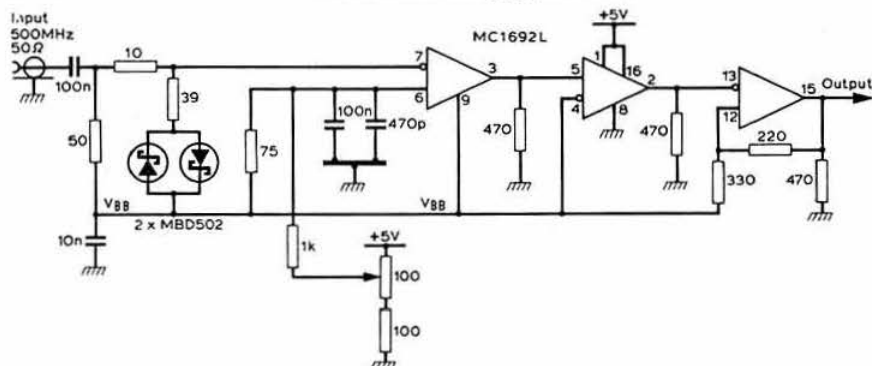 Input
500MHz
50Ω
100n
10
39
50
VBB
10n
2 x MBD502
75
100n
470p
7
6
3
9
MC1692L
VBB
1k
+5V
100
100
470
+5V
1
16
5
4
2
8
470
13
12
15
Output
220
330
470